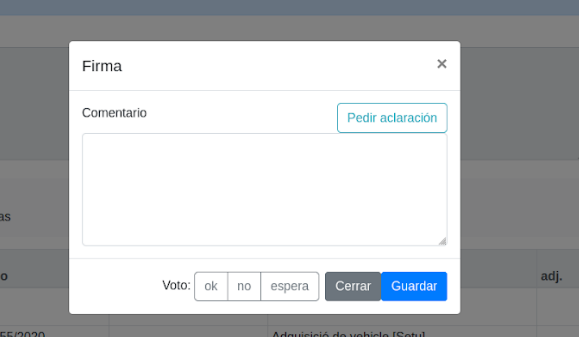 Firma ×
Comentario
Pedir aclaración
as
Voto: ok no espera Cerrar Guardar
o
adj.
55/2020
Adquisició de vehicle [Setu]